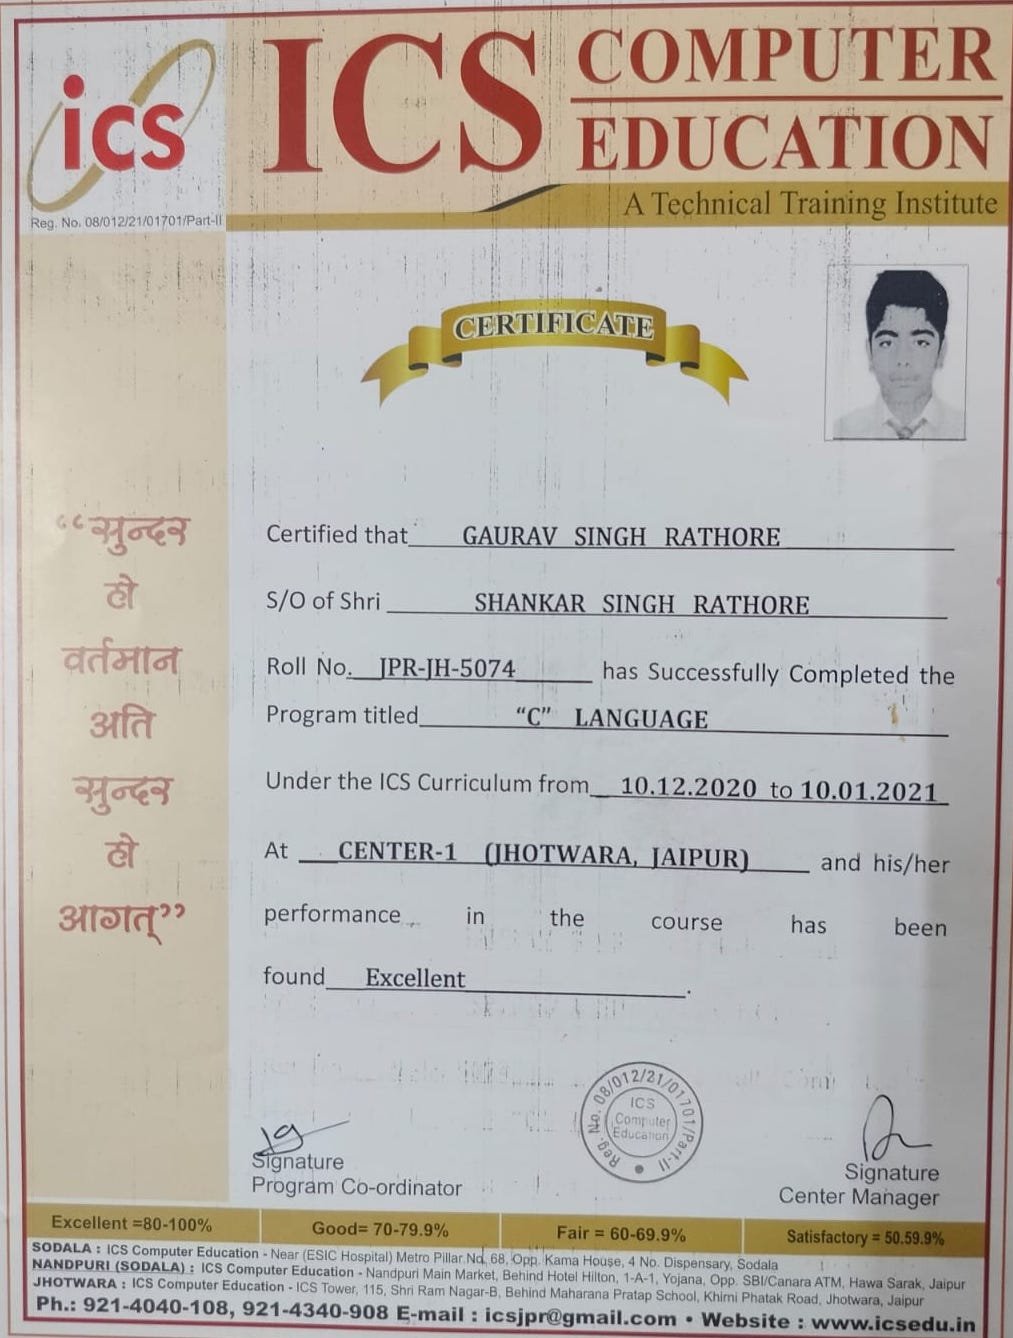 ics
Reg. No. 08/012/21/01701/Part-II
ICS COMPUTER
EDUCATION
A Technical Training Institute
CERTIFICATE
“सुन्दर
हो
वर्तमान
अति
सुन्दर
हो
आगत्”
Certified that GAURAV SINGH RATHORE
S/O of Shri SHANKAR SINGH RATHORE
Roll No. JPR-JH-5074 has Successfully Completed the
Program titled “C” LANGUAGE
Under the ICS Curriculum from 10.12.2020 to 10.01.2021
At CENTER-1 (JHOTWARA, JAIPUR) and his/her
performance in the course has been
found Excellent.
Reg. No. 08/012/21/01701/Part-II
ICS
Computer
Education
Signature
Program Co-ordinator
Signature
Center Manager
Excellent =80-100% Good= 70-79.9% Fair = 60-69.9% Satisfactory = 50.59.9%
SODALA : ICS Computer Education - Near (ESIC Hospital) Metro Pillar No. 68, Opp. Kama House, 4 No. Dispensary, Sodala
NANDPURI (SODALA) : ICS Computer Education - Nandpuri Main Market, Behind Hotel Hilton, 1-A-1, Yojana, Opp. SBI/Canara ATM, Hawa Sarak, Jaipur
JHOTWARA : ICS Computer Education - ICS Tower, 115, Shri Ram Nagar-B, Behind Maharana Pratap School, Khirni Phatak Road, Jhotwara, Jaipur
Ph.: 921-4040-108, 921-4340-908 E-mail : icsjpr@gmail.com • Website : www.icsedu.in